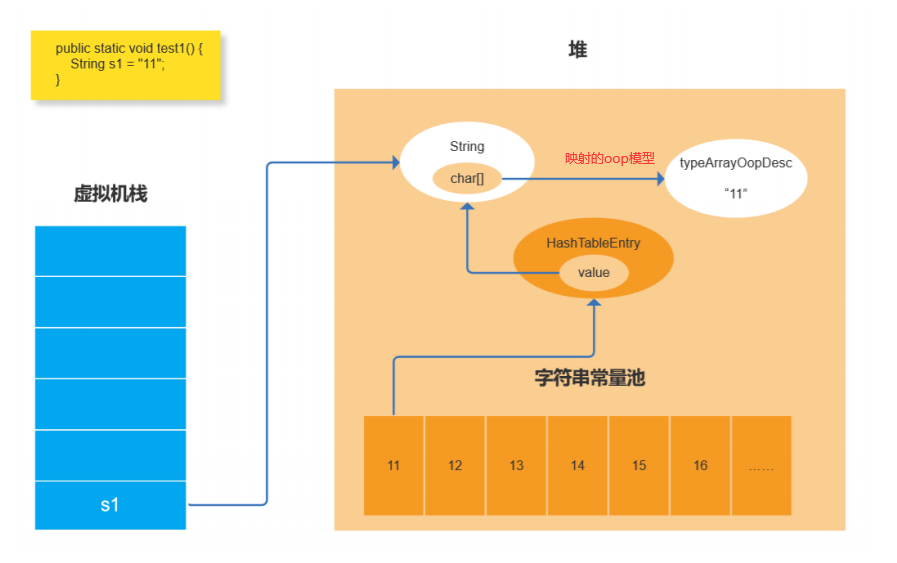 public static void test1() {
String s1 = "11";
}
堆
String
char[]
映射的oop模型
typeArrayOopDesc
“11”
虚拟机栈
HashTableEntry
value
字符串常量池
11 12 13 14 15 16 ......
s1